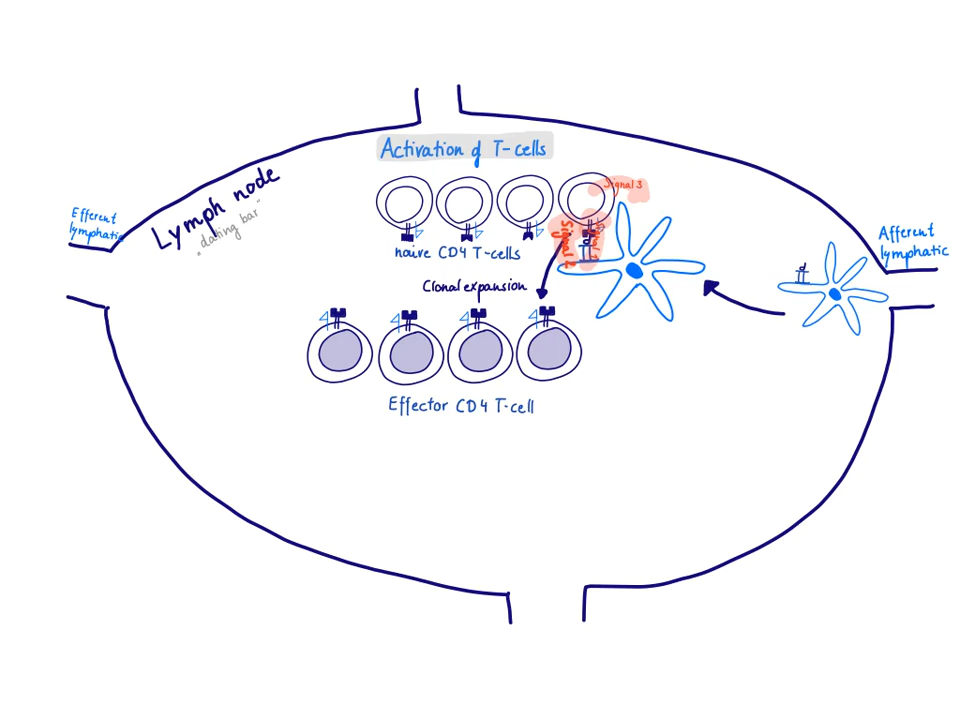 Activation of T-cells
Lymph node
"dating bar"
Efferent
lymphatic
Afferent
lymphatic
Signal 3
Signal 1
Signal 2
naive CD4 T-cells
Clonal expansion
Effector CD4 T-cell